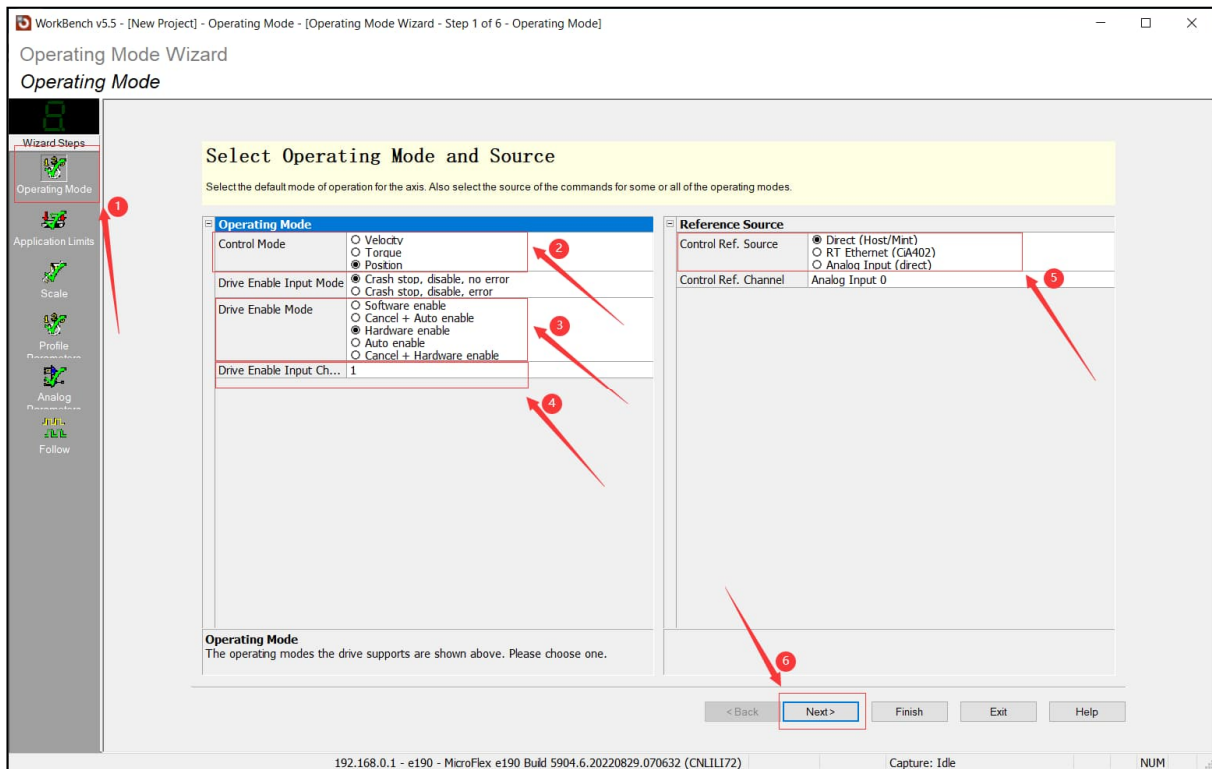 WorkBench v5.5 - [New Project] - Operating Mode - [Operating Mode Wizard - Step 1 of 6 - Operating Mode]
Operating Mode Wizard
Operating Mode
Wizard Steps
Operating Mode
1
Application Limits
Scale
Profile
Parameters
Analog
Parameters
Follow
Select Operating Mode and Source
Select the default mode of operation for the axis. Also select the source of the commands for some or all of the operating modes.
Operating Mode
Control Mode
Velocity
Torque
Position
2
Drive Enable Input Mode
Crash stop, disable, no error
Crash stop, disable, error
Drive Enable Mode
Software enable
Cancel + Auto enable
Hardware enable
Auto enable
Cancel + Hardware enable
3
Drive Enable Input Ch... 1
4
Reference Source
Control Ref. Source
Direct (Host/Mint)
RT Ethernet (CiA402)
Analog Input (direct)
5
Control Ref. Channel Analog Input 0
Operating Mode
The operating modes the drive supports are shown above. Please choose one.
6
< Back Next > Finish Exit Help
192.168.0.1 - e190 - MicroFlex e190 Build 5904.6.20220829.070632 (CNLILI72) Capture: Idle NUM